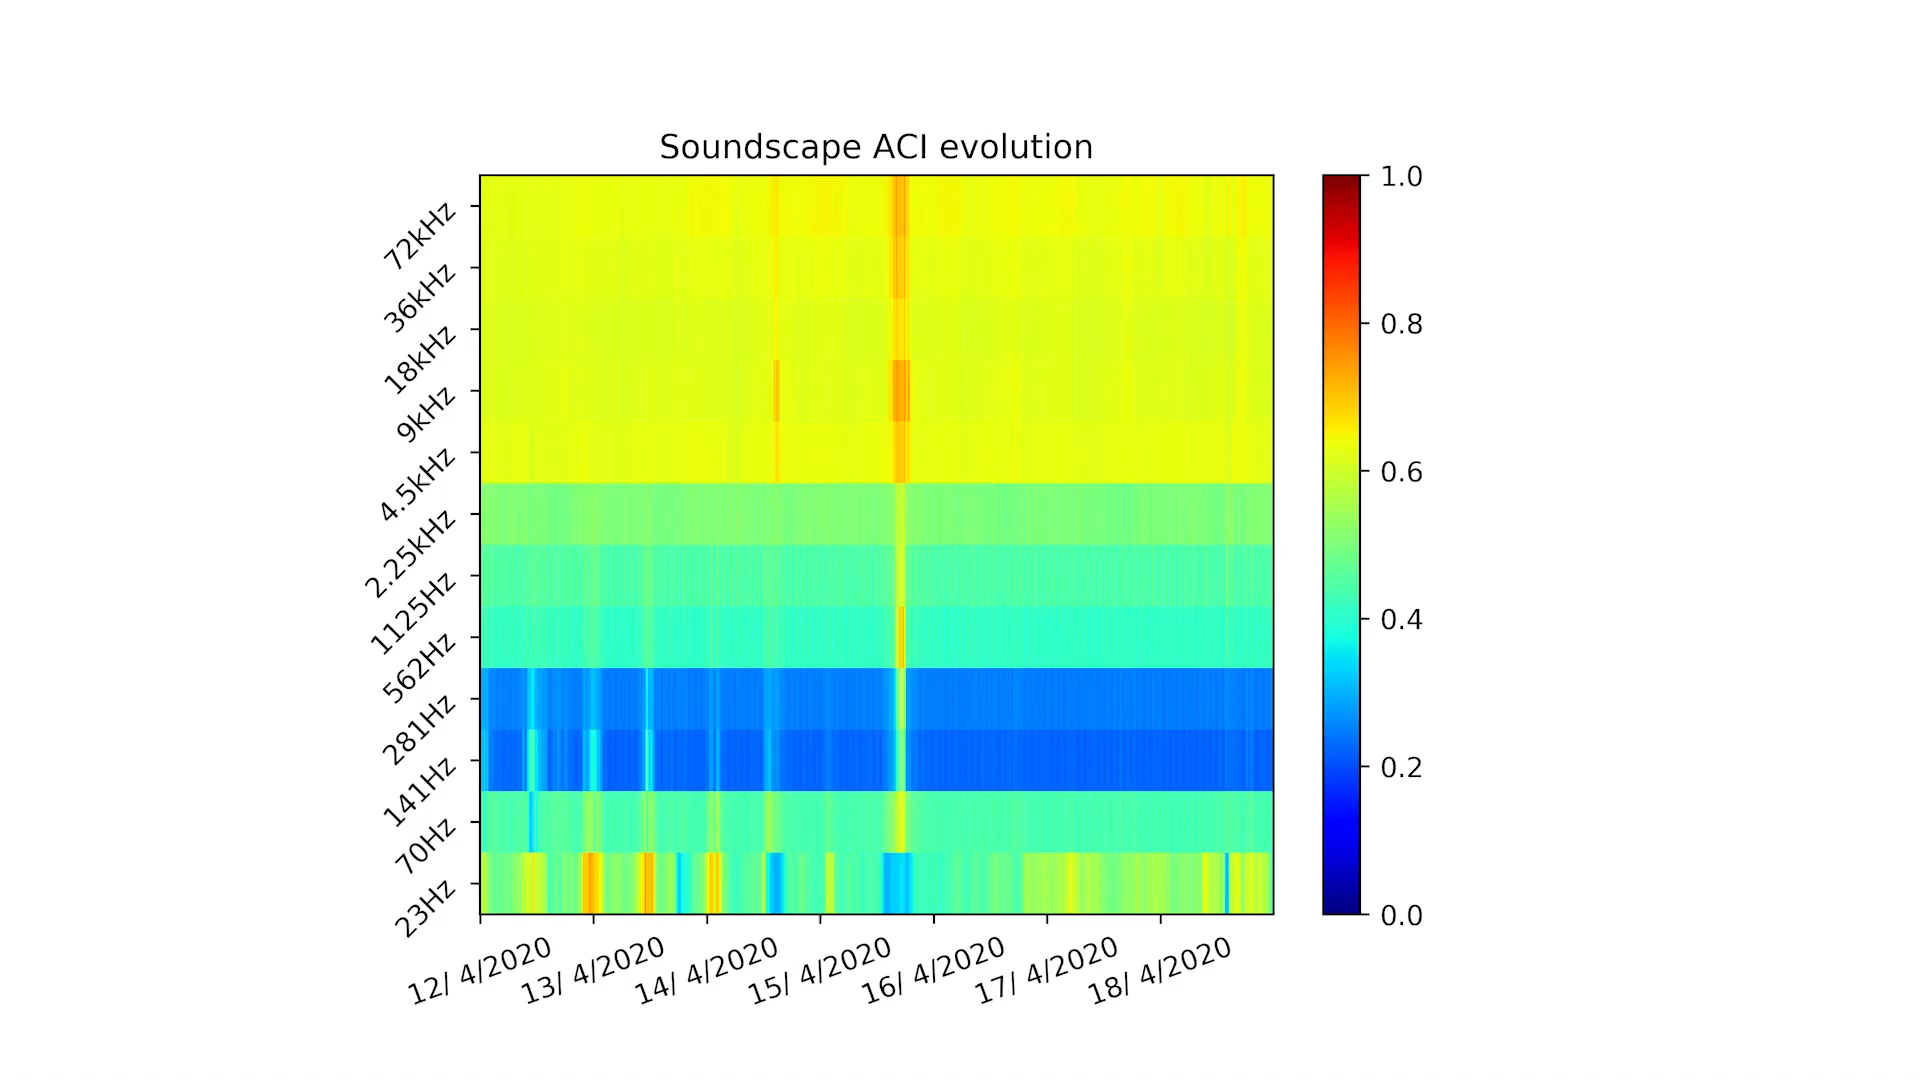 Soundscape ACI evolution
72kHz
36kHz
18kHz
9kHz
4.5kHz
2.25kHz
1125Hz
562Hz
281Hz
141Hz
70Hz
23Hz
12/ 4/2020
13/ 4/2020
14/ 4/2020
15/ 4/2020
16/ 4/2020
17/ 4/2020
18/ 4/2020
1.0
0.8
0.6
0.4
0.2
0.0